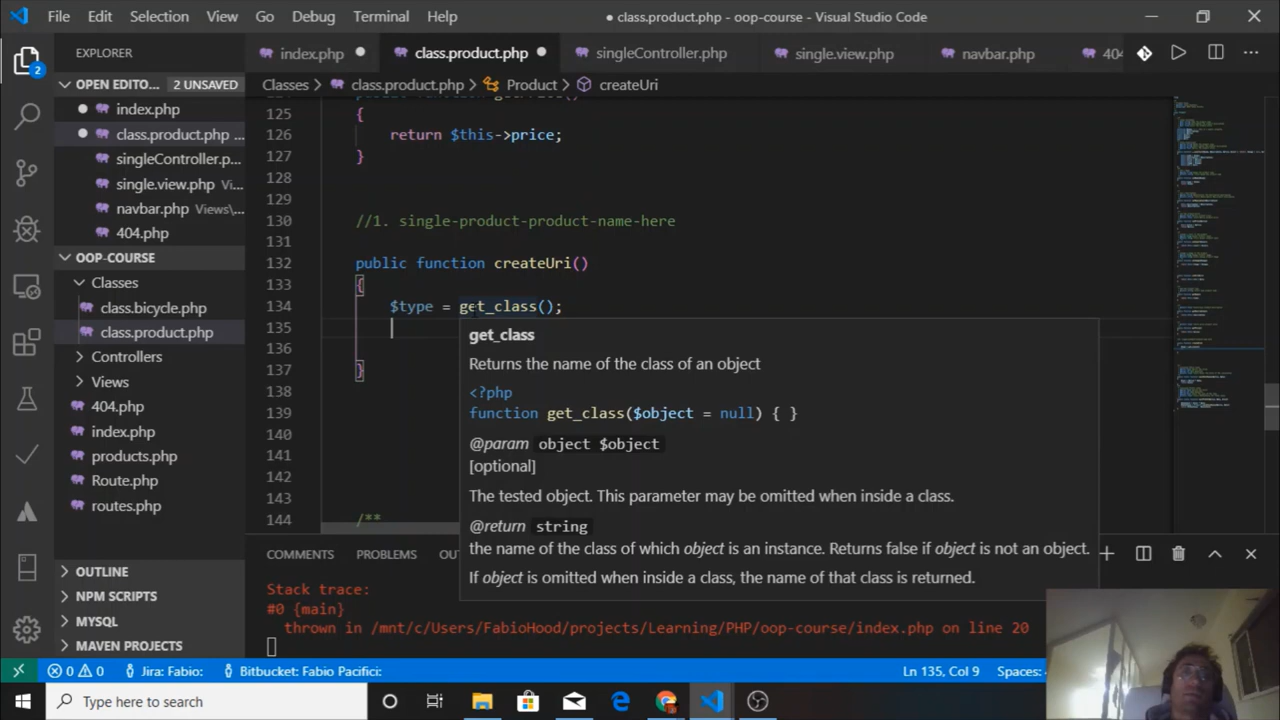 File Edit Selection View Go Debug Terminal Help
● class.product.php - oop-course - Visual Studio Code
EXPLORER
index.php
class.product.php
singleController.php
single.view.php
navbar.php
404
OPEN EDITO... 2 UNSAVED
index.php
class.product.php ...
singleController.p...
single.view.php Vi...
navbar.php Views\...
404.php
OOP-COURSE
Classes
class.bicycle.php
class.product.php
Controllers
Views
404.php
index.php
products.php
Route.php
routes.php
OUTLINE
NPM SCRIPTS
MYSQL
MAVEN PROJECTS
2
Classes > class.product.php > Product > createUri
125 {
126 return $this->price;
127 }
128
129
130 //1. single-product-product-name-here
131
132 public function createUri()
133 {
134 $type = get_class();
135
136
137 }
138
139
140
141
142
143
144 /**
get_class
Returns the name of the class of an object
<?php
function get_class($object = null) { }
@param object $object
[optional]
The tested object. This parameter may be omitted when inside a class.
@return string
the name of the class of which object is an instance. Returns false if object is not an object.
If object is omitted when inside a class, the name of that class is returned.
COMMENTS PROBLEMS OU
Stack trace:
#0 {main}
thrown in /mnt/c/Users/FabioHood/projects/Learning/PHP/oop-course/index.php on line 20
0 0 Jira: Fabio: Bitbucket: Fabio Pacifici: Ln 135, Col 9 Spaces:
Type here to search